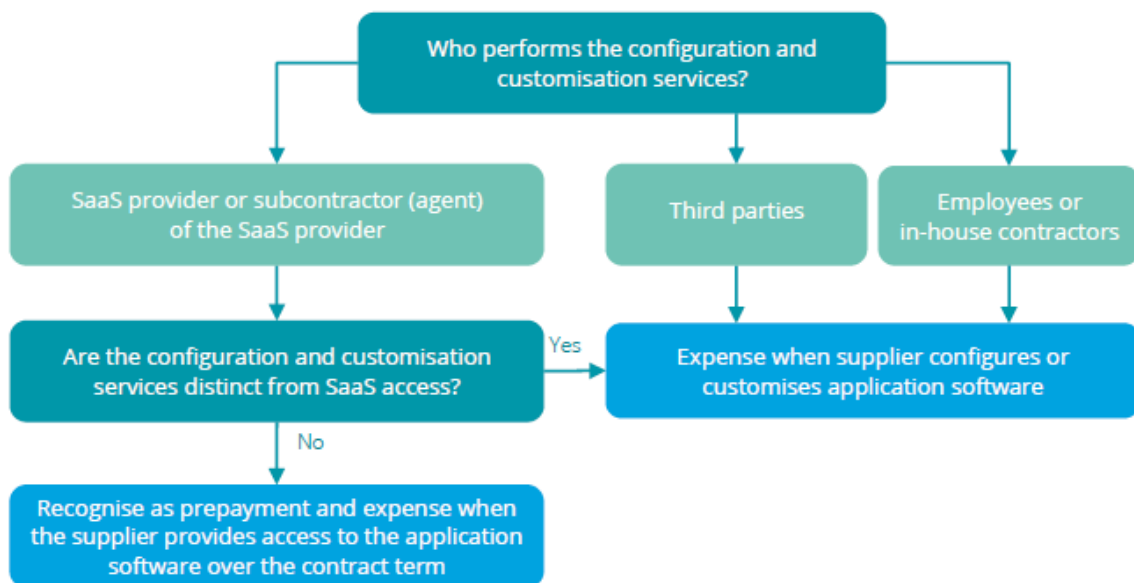 Who performs the configuration and
customisation services?
SaaS provider or subcontractor (agent)
of the SaaS provider
Third parties
Employees or
in-house contractors
Are the configuration and customisation
services distinct from SaaS access?
Yes
Expense when supplier configures or
customises application software
No
Recognise as prepayment and expense when
the supplier provides access to the application
software over the contract term